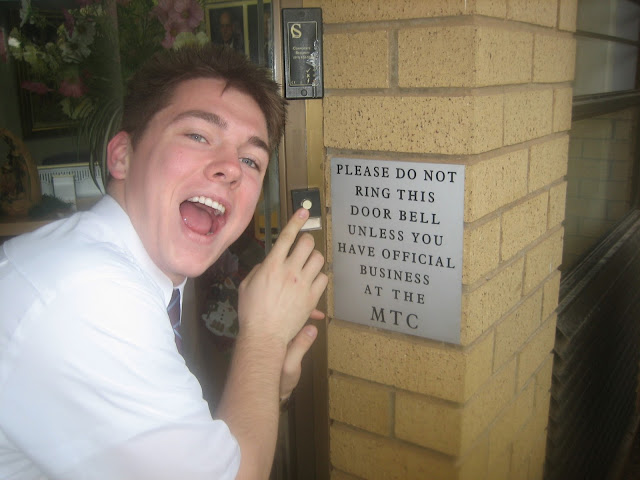 PLEASE DO NOT
RING THIS
DOOR BELL
UNLESS YOU
HAVE OFFICIAL
BUSINESS
AT THE
MTC